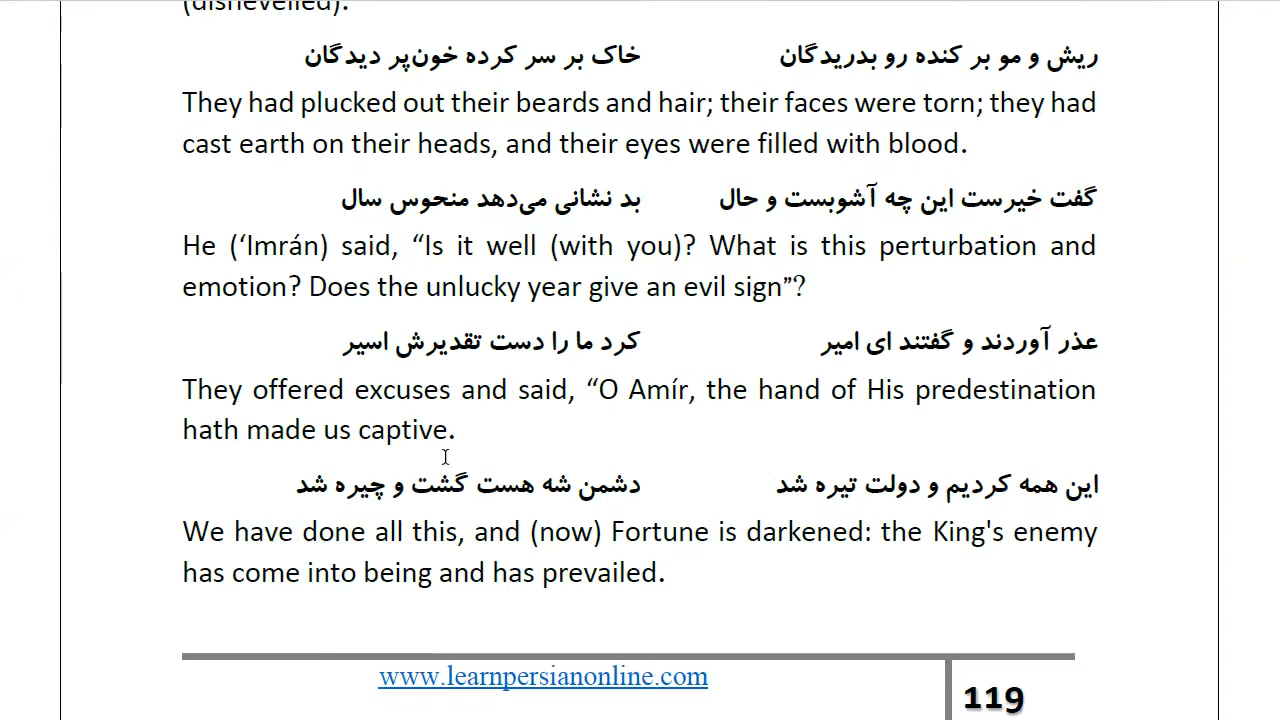 (dishevelled).
ریش و مو بر کنده رو بدریدگان خاک بر سر کرده خون‌پر دیدگان
They had plucked out their beards and hair; their faces were torn; they had
cast earth on their heads, and their eyes were filled with blood.
گفت خیرست این چه آشوبست و حال بد نشانی می‌دهد منحوس سال
He (‘Imrán) said, “Is it well (with you)? What is this perturbation and
emotion? Does the unlucky year give an evil sign”?
عذر آوردند و گفتند ای امیر کرد ما را دست تقدیرش اسیر
They offered excuses and said, “O Amír, the hand of His predestination
hath made us captive.
این همه کردیم و دولت تیره شد دشمن شه هست گشت و چیره شد
We have done all this, and (now) Fortune is darkened: the King's enemy
has come into being and has prevailed.
www.learnpersianonline.com
119